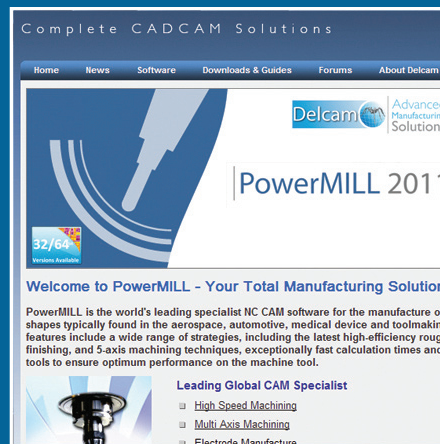 Complete CADCAM Solutions
Home News Software Downloads & Guides Forums About Delcam
Delcam Advanced
Manufacturing
Solution
PowerMILL 2011
32/64
Versions Available
Welcome to PowerMILL - Your Total Manufacturing Solution
PowerMILL is the world's leading specialist NC CAM software for the manufacture o
shapes typically found in the aerospace, automotive, medical device and toolmakin
features include a wide range of strategies, including the latest high-efficiency roug
finishing, and 5-axis machining techniques, exceptionally fast calculation times and
tools to ensure optimum performance on the machine tool.
Leading Global CAM Specialist
High Speed Machining
Multi Axis Machining
Electrode Manufacture